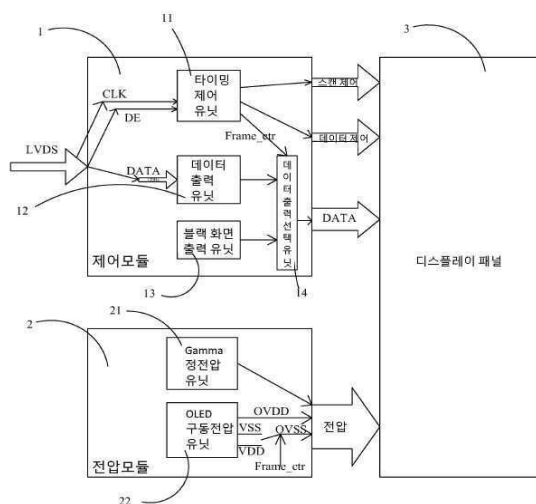 11
1
3
타이밍
제어
유닛
스캔 제어
CLK
DE
Frame_ctr
데이터 제어
LVDS
DATA
데이터
출력
유닛
데이터출력선택유닛
DATA
12
블랙 화면
출력 유닛
제어모듈
13
14
디스플레이 패널
21
2
Gamma
정전압
유닛
OLED
구동전압
유닛
OVDD
VSS
OVSS
VDD
전압
Frame_ctr
전압모듈
22